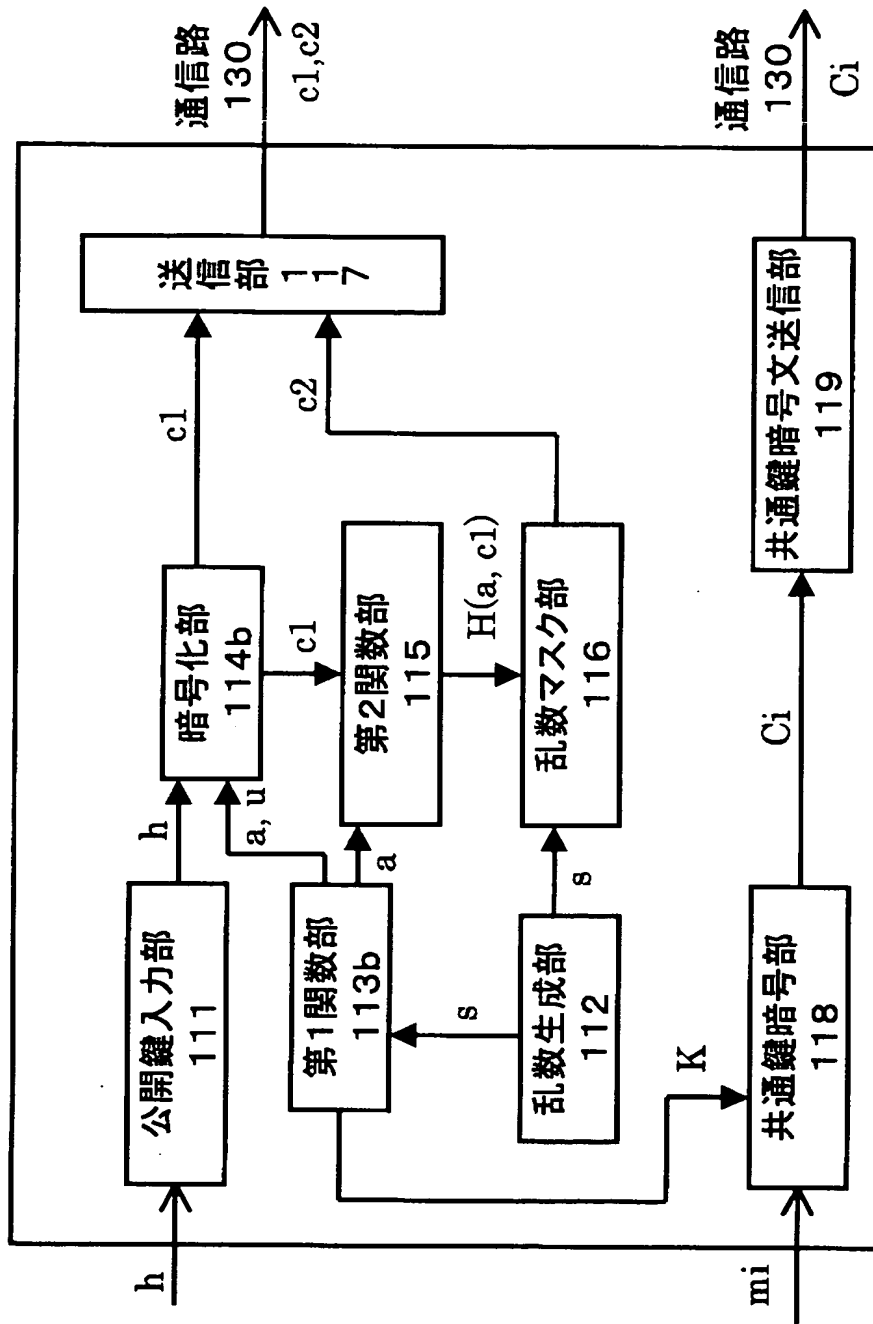 h
公開鍵入力部
111
h
暗号化部
114b
c1
送信部
117
通信路
130
c1,c2
第1関数部
113b
a, u
a
c1
第2関数部
115
c2
s
H(a, c1)
乱数生成部
112
s
乱数マスク部
116
K
mi
共通鍵暗号部
118
Ci
共通鍵暗号文送信部
119
通信路
130
Ci